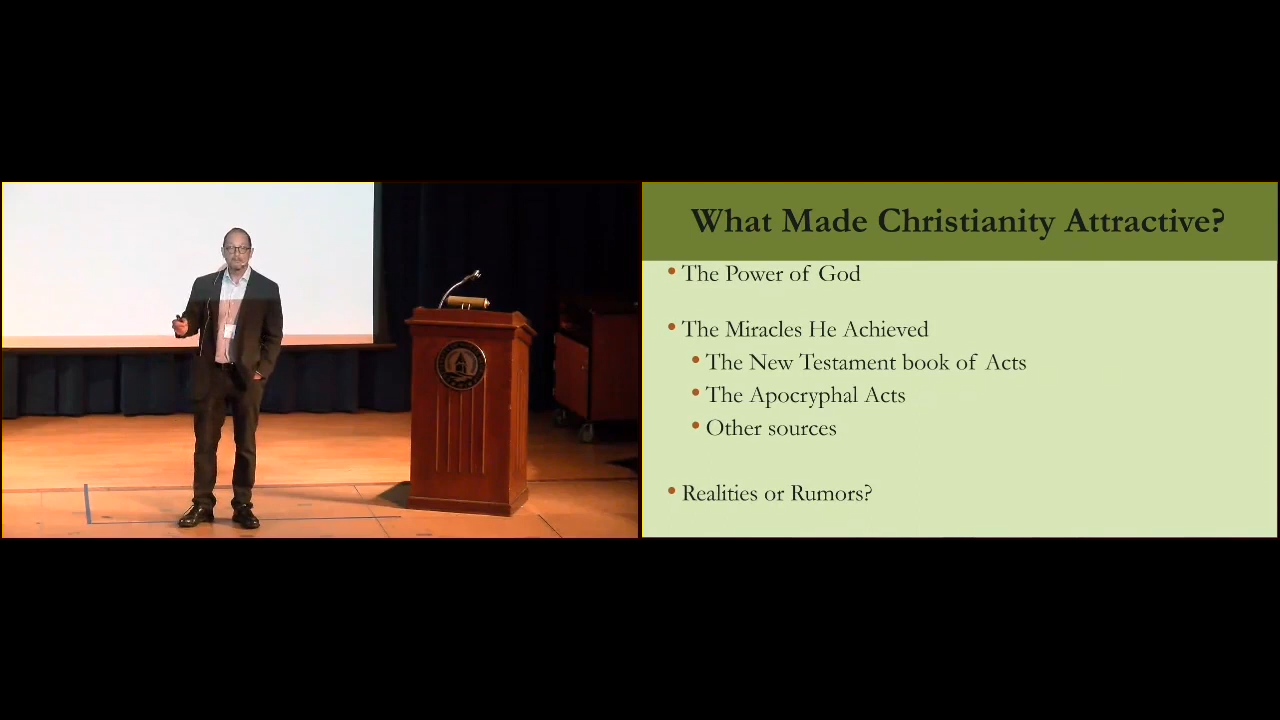 What Made Christianity Attractive?
• The Power of God
• The Miracles He Achieved
• The New Testament book of Acts
• The Apocryphal Acts
• Other sources
• Realities or Rumors?